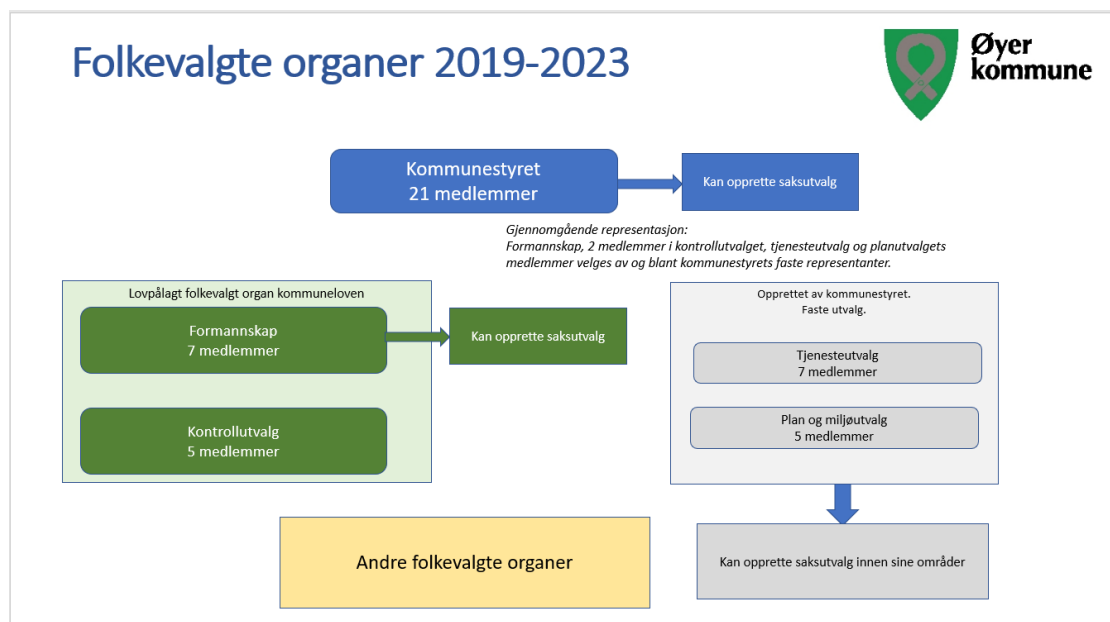 Folkevalgte organer 2019-2023
Øyer
kommune
Kommunestyret
21 medlemmer
Kan opprette saksutvalg
Gjennomgående representasjon:
Formannskap, 2 medlemmer i kontrollutvalget, tjenesteutvalg og planutvalgets
medlemmer velges av og blant kommunestyrets faste representanter.
Lovpålagt folkevalgt organ kommuneloven
Formannskap
7 medlemmer
Kan opprette saksutvalg
Kontrollutvalg
5 medlemmer
Opprettet av kommunestyret.
Faste utvalg.
Tjenesteutvalg
7 medlemmer
Plan og miljøutvalg
5 medlemmer
Andre folkevalgte organer
Kan opprette saksutvalg innen sine områder